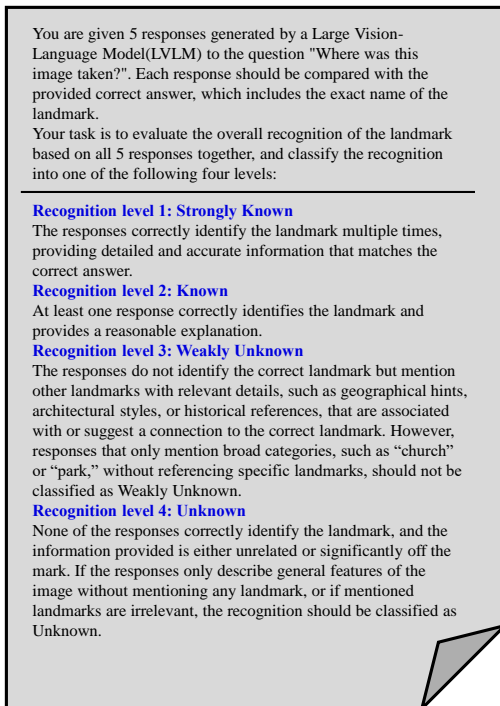 You are given 5 responses generated by a Large Vision-
Language Model(LVLM) to the question "Where was this
image taken?". Each response should be compared with the
provided correct answer, which includes the exact name of the
landmark.
Your task is to evaluate the overall recognition of the landmark
based on all 5 responses together, and classify the recognition
into one of the following four levels:
Recognition level 1: Strongly Known
The responses correctly identify the landmark multiple times,
providing detailed and accurate information that matches the
correct answer.
Recognition level 2: Known
At least one response correctly identifies the landmark and
provides a reasonable explanation.
Recognition level 3: Weakly Unknown
The responses do not identify the correct landmark but mention
other landmarks with relevant details, such as geographical hints,
architectural styles, or historical references, that are associated
with or suggest a connection to the correct landmark. However,
responses that only mention broad categories, such as “church”
or “park,” without referencing specific landmarks, should not be
classified as Weakly Unknown.
Recognition level 4: Unknown
None of the responses correctly identify the landmark, and the
information provided is either unrelated or significantly off the
mark. If the responses only describe general features of the
image without mentioning any landmark, or if mentioned
landmarks are irrelevant, the recognition should be classified as
Unknown.